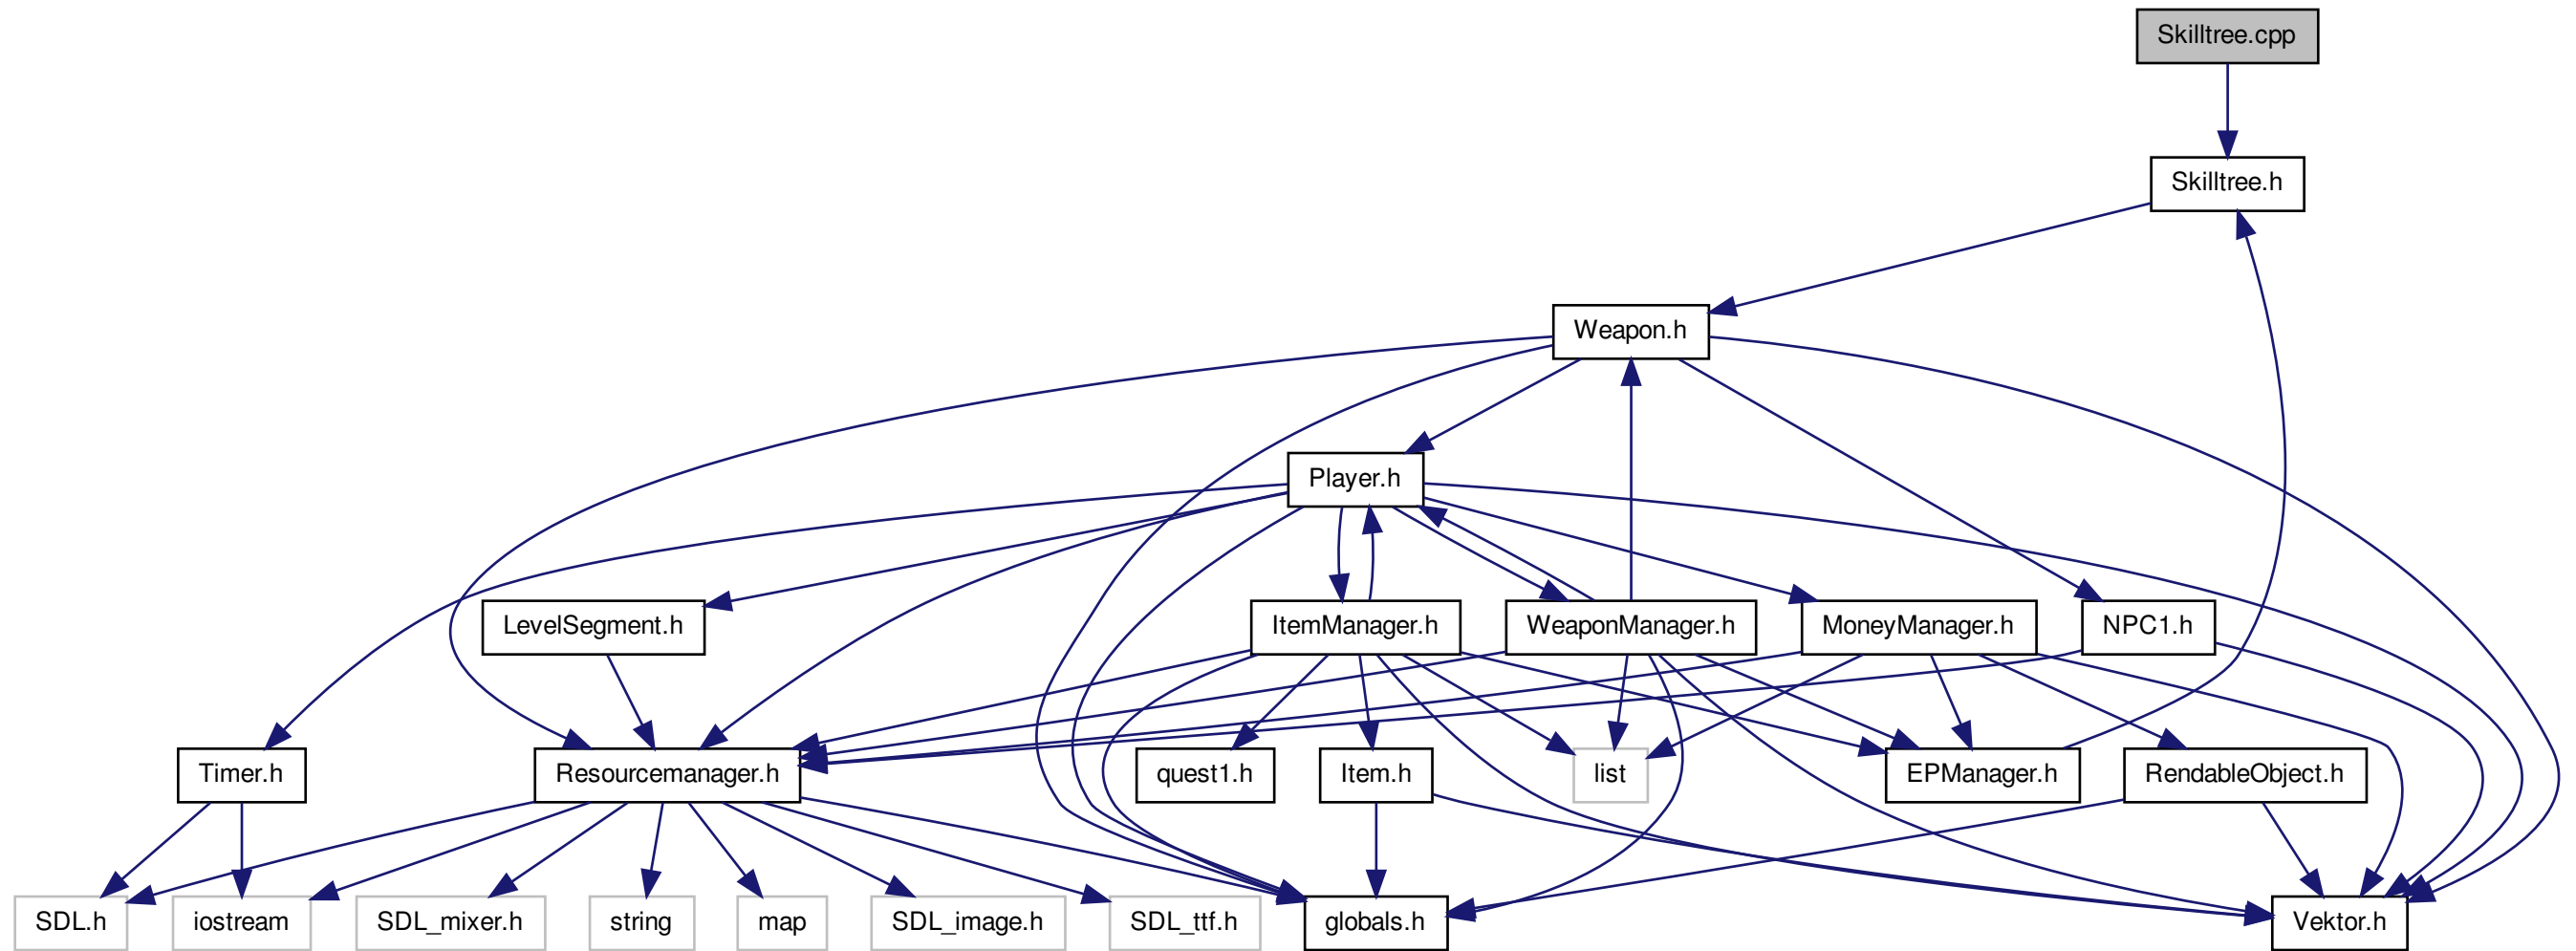 Skilltree.cpp
Skilltree.h
Weapon.h
Player.h
LevelSegment.h
ItemManager.h
WeaponManager.h
MoneyManager.h
NPC1.h
Timer.h
Resourcemanager.h
quest1.h
Item.h
list
EPManager.h
RendableObject.h
SDL.h
iostream
SDL_mixer.h
string
map
SDL_image.h
SDL_ttf.h
globals.h
Vektor.h